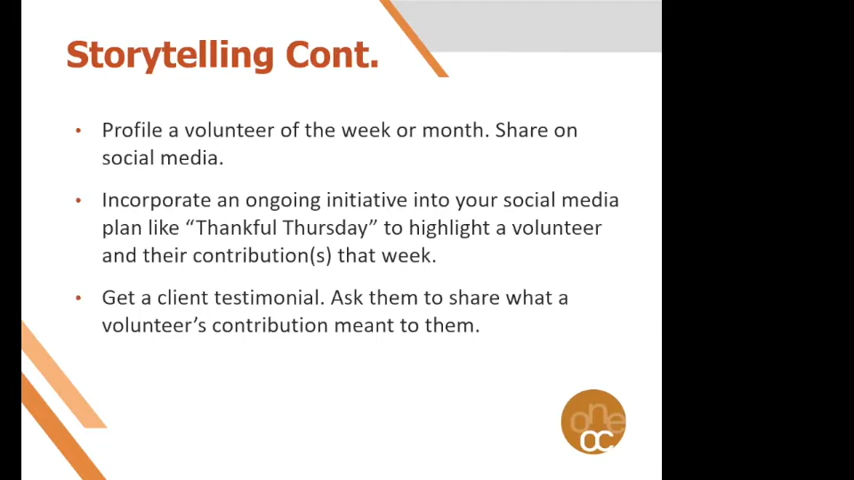 Storytelling Cont.
• Profile a volunteer of the week or month. Share on
social media.
• Incorporate an ongoing initiative into your social media
plan like “Thankful Thursday” to highlight a volunteer
and their contribution(s) that week.
• Get a client testimonial. Ask them to share what a
volunteer’s contribution meant to them.
one
oc